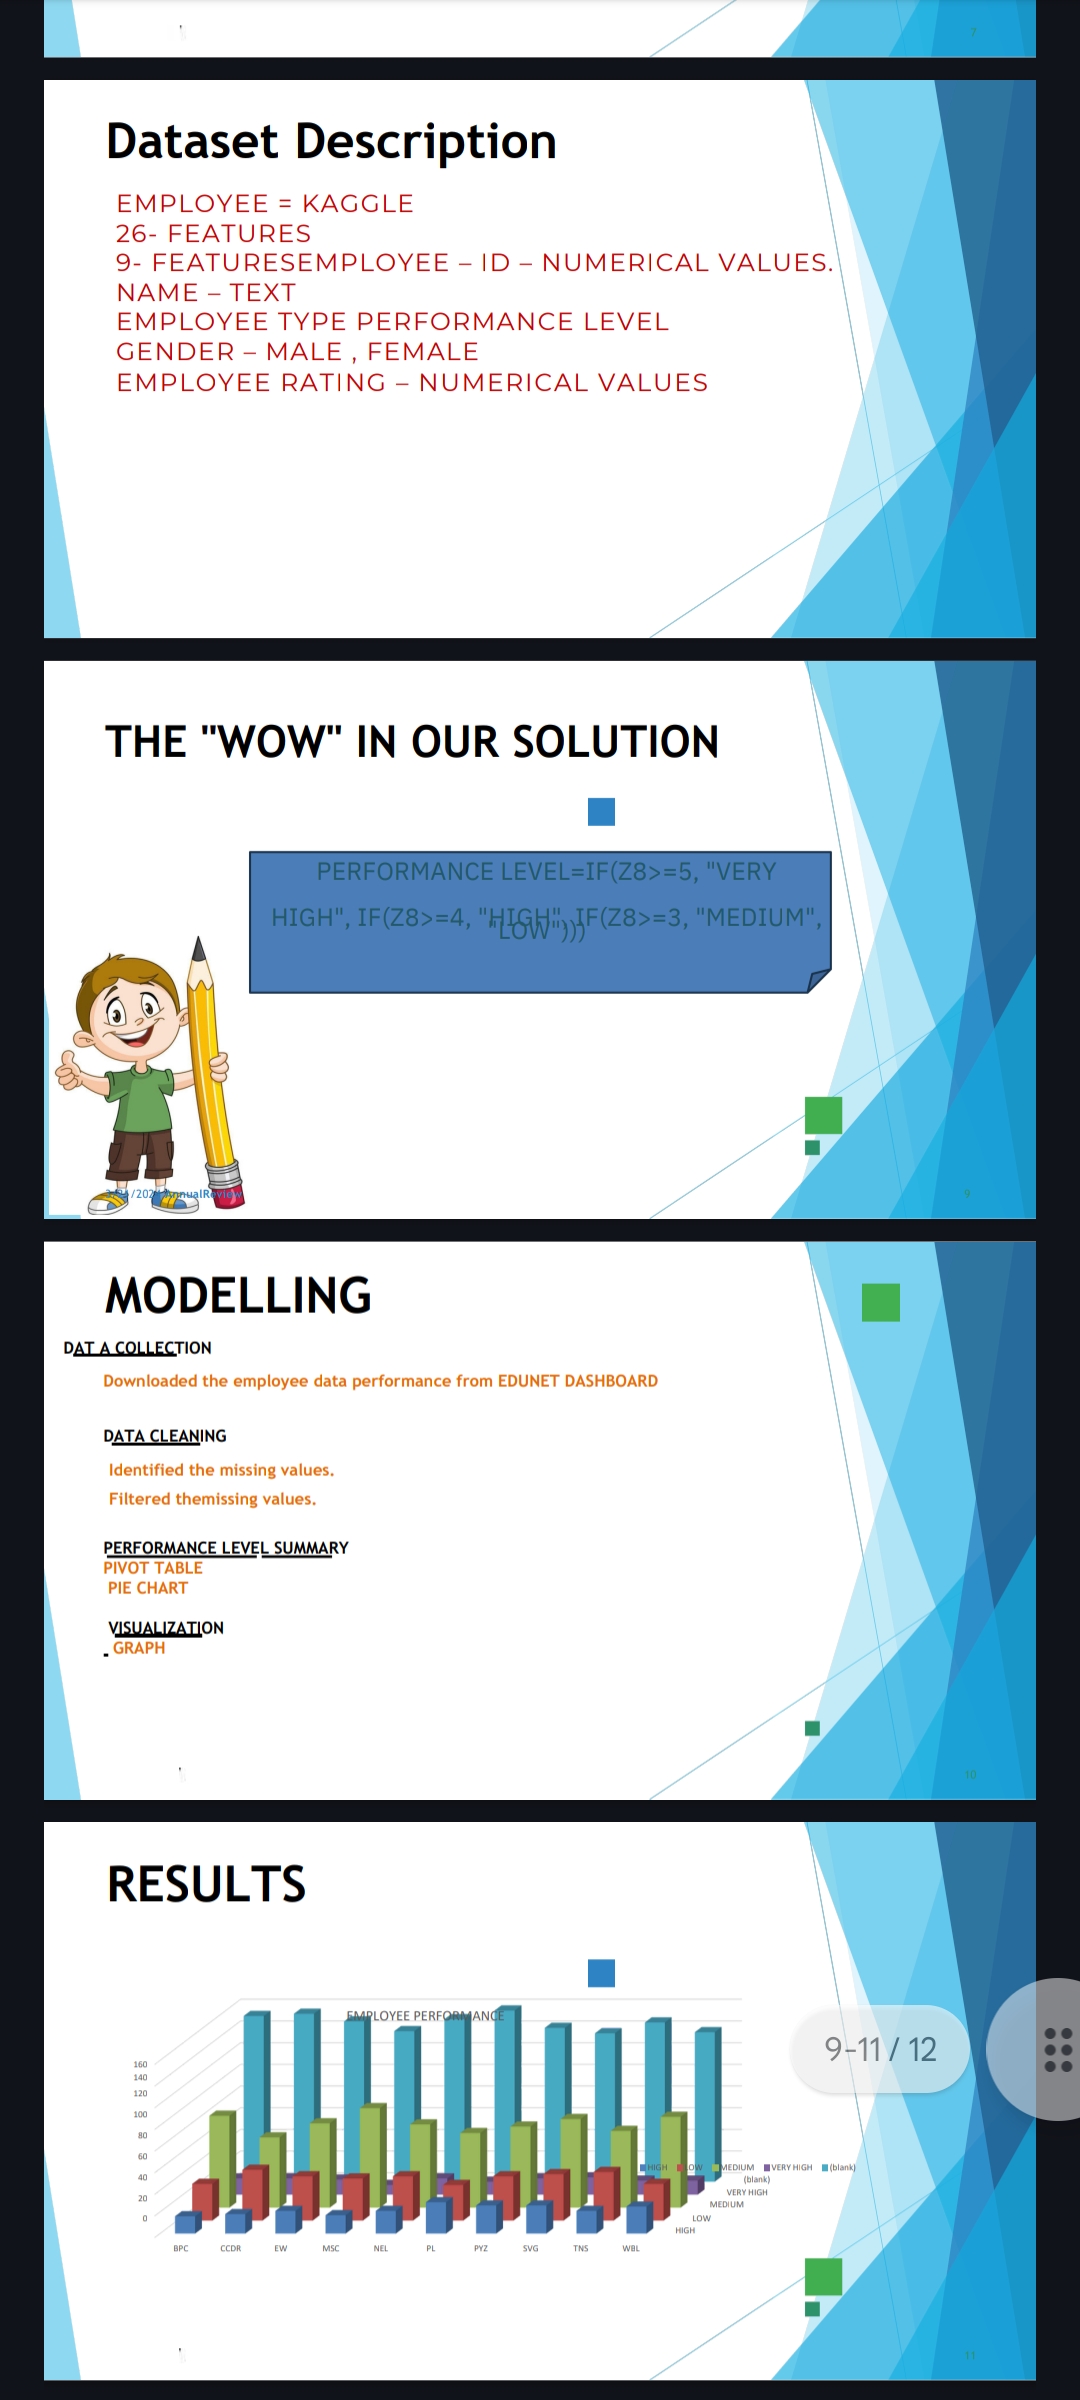 7
Dataset Description
EMPLOYEE = KAGGLE
26- FEATURES
9- FEATURESEMPLOYEE – ID – NUMERICAL VALUES.
NAME – TEXT
EMPLOYEE TYPE PERFORMANCE LEVEL
GENDER – MALE , FEMALE
EMPLOYEE RATING – NUMERICAL VALUES
THE "WOW" IN OUR SOLUTION
PERFORMANCE LEVEL=IF(Z8>=5, "VERY
HIGH", IF(Z8>=4, "HIGH", IF(Z8>=3, "MEDIUM",
"LOW")))
AnnualReview
9
MODELLING
DAT A COLLECTION
Downloaded the employee data performance from EDUNET DASHBOARD
DATA CLEANING
Identified the missing values.
Filtered themissing values.
PERFORMANCE LEVEL SUMMARY
PIVOT TABLE
PIE CHART
VISUALIZATION
GRAPH
10
RESULTS
EMPLOYEE PERFORMANCE
160
140
120
100
80
60
40
20
0
BPC CCDR EW MSC NEL PL PYZ SVG TNS WBL
HIGH LOW MEDIUM VERY HIGH (blank)
(blank)
VERY HIGH
MEDIUM
LOW
HIGH
9-11 / 12
11